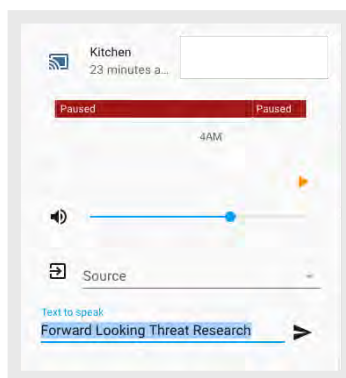 Kitchen
23 minutes a...
Paused Paused
4AM
Source
Text to speak
Forward Looking Threat Research